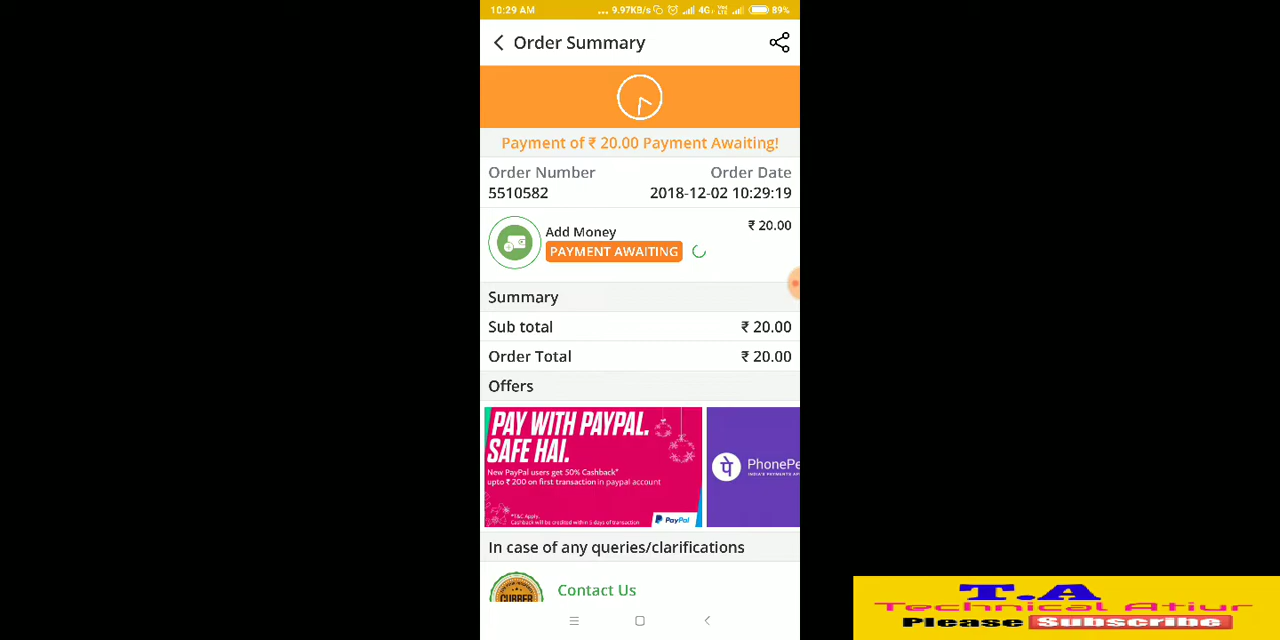 10:29 AM ... 9.97KB/s 4G 89%
Order Summary
Payment of ₹ 20.00 Payment Awaiting!
Order Number Order Date
5510582 2018-12-02 10:29:19
Add Money ₹ 20.00
PAYMENT AWAITING
Summary
Sub total ₹ 20.00
Order Total ₹ 20.00
Offers
PAY WITH PAYPAL.
SAFE HAI.
New PayPal users get 50% Cashback*
upto ₹ 200 on first transaction in paypal account
*T&C Apply.
Cashback will be credited within 5 days of transaction
PayPal
पे PhonePe
In case of any queries/clarifications
CUBBER
Contact Us
T.A
Technical Atiur
Please Subscribe